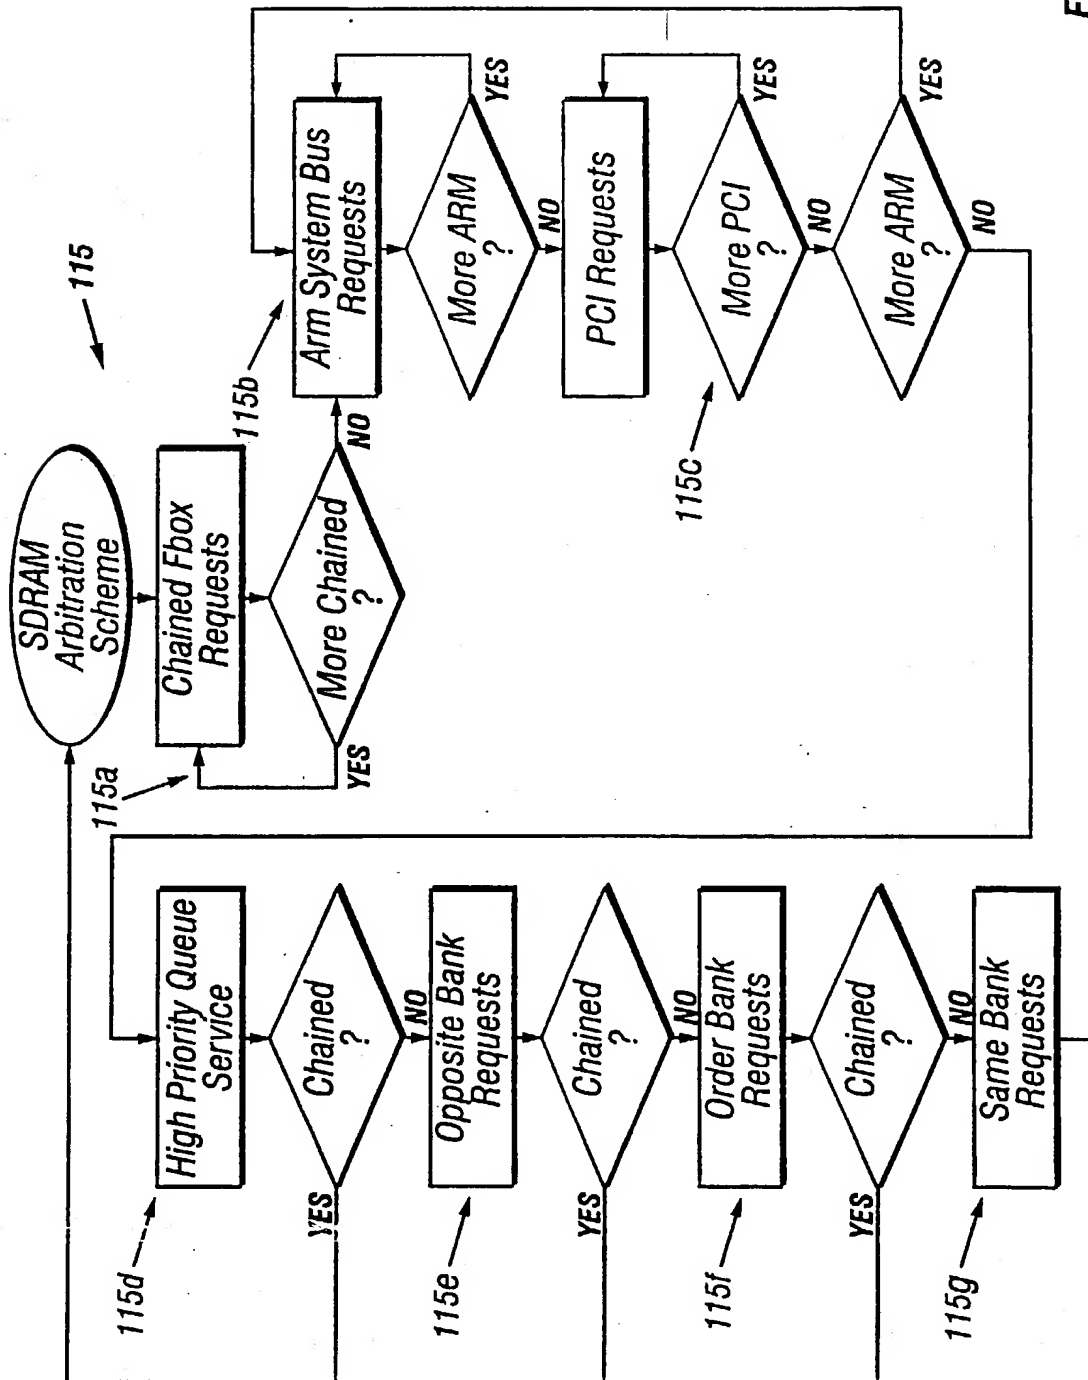 SDRAM
Arbitration
Scheme
115
Chained Fbox
Requests
115a
More Chained
?
YES
NO
115b
Arm System Bus
Requests
More ARM
?
YES
NO
PCI Requests
115c
More PCI
?
YES
NO
More ARM
?
YES
NO
115d
High Priority Queue
Service
Chained
?
YES
NO
115e
Opposite Bank
Requests
Chained
?
YES
NO
115f
Order Bank
Requests
Chained
?
YES
NO
115g
Same Bank
Requests